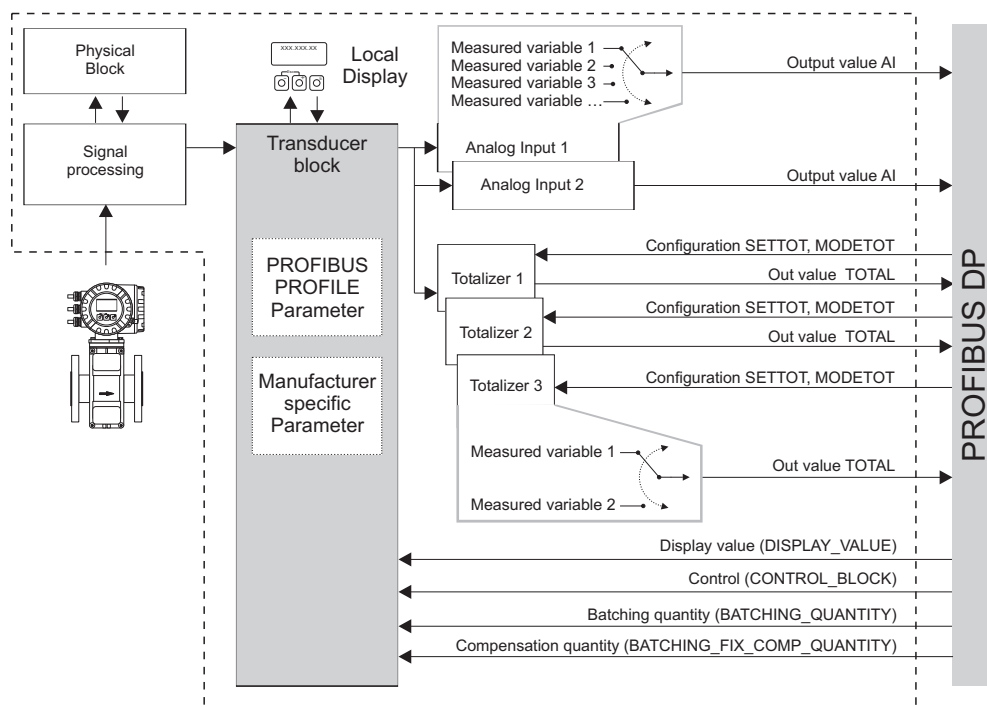 Physical
Block
Signal
processing
xxx.xxx.xx
Local
Display
Transducer
block
PROFIBUS
PROFILE
Parameter
Manufacturer
specific
Parameter
Measured variable 1
Measured variable 2
Measured variable 3
Measured variable ...
Analog Input 1
Analog Input 2
Output value AI
Output value AI
Totalizer 1
Totalizer 2
Totalizer 3
Configuration SETTOT, MODETOT
Out value TOTAL
Configuration SETTOT, MODETOT
Out value TOTAL
Configuration SETTOT, MODETOT
Measured variable 1
Measured variable 2
Out value TOTAL
Display value (DISPLAY_VALUE)
Control (CONTROL_BLOCK)
Batching quantity (BATCHING_QUANTITY)
Compensation quantity (BATCHING_FIX_COMP_QUANTITY)
PROFIBUS DP